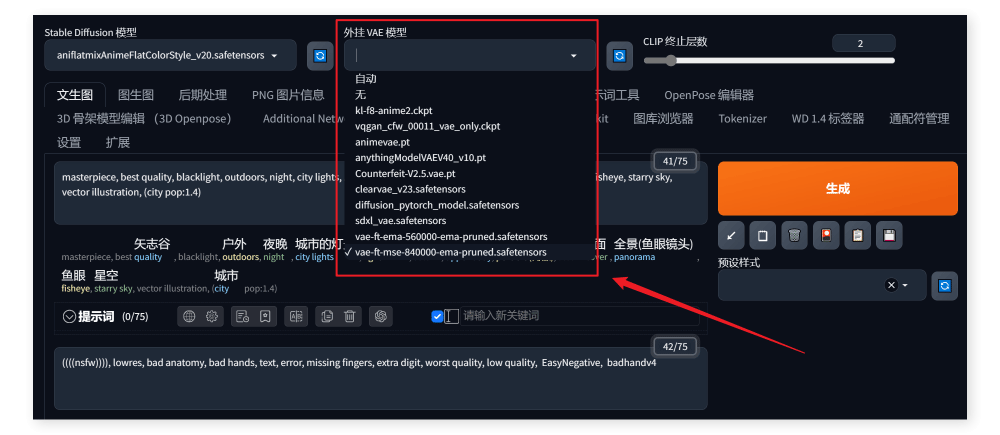 Stable Diffusion 模型
外挂 VAE 模型
CLIP 终止层数
2
aniflatmixAnimeFlatColorStyle_v20.safetensors
自动
无
kl-f8-anime2.ckpt
vqgan_cfw_00011_vae_only.ckpt
animevae.pt
anythingModelVAEV40_v10.pt
Counterfeit-V2.5.vae.pt
clearvae_v23.safetensors
diffusion_pytorch_model.safetensors
sdxl_vae.safetensors
vae-ft-ema-560000-ema-pruned.safetensors
✓ vae-ft-mse-840000-ema-pruned.safetensors
文生图 图生图 后期处理 PNG 图片信息 示词工具 OpenPose 编辑器
3D 骨架模型编辑 (3D Openpose) Additional Netw kit 图库浏览器 Tokenizer WD 1.4 标签器 通配符管理
设置 扩展
41/75
masterpiece, best quality, blacklight, outdoors, night, city lights, isheye, starry sky,
vector illustration, (city pop:1.4)
生成
矢志谷 户外 夜晚 城市的灯 面 全景(鱼眼镜头)
masterpiece, best quality , blacklight, outdoors, night , city lights ver , panorama ,
鱼眼 星空 城市
fisheye, starry sky, vector illustration, (city pop:1.4)
预设样式
提示词 (0/75)
请输入新关键词
42/75
((((nsfw)))), lowres, bad anatomy, bad hands, text, error, missing fingers, extra digit, worst quality, low quality, EasyNegative, badhandv4